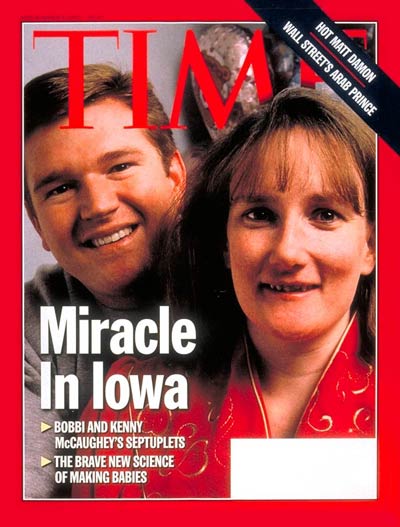 TIME
HOT MATT DAMON
WALL STREET'S ARAB PRINCE
Miracle
In Iowa
BOBBI AND KENNY
McCAUGHEY'S SEPTUPLETS
THE BRAVE NEW SCIENCE
OF MAKING BABIES